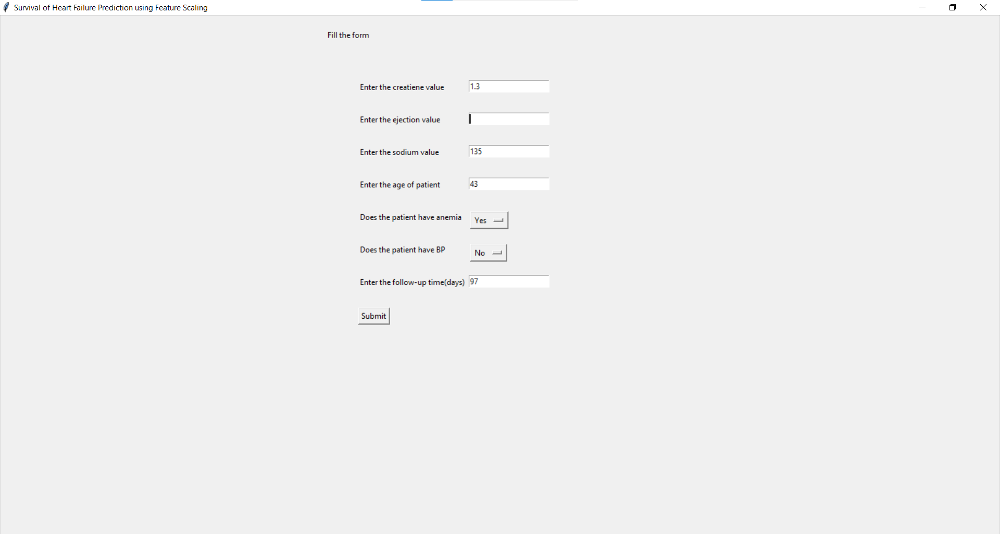 Survival of Heart Failure Prediction using Feature Scaling
Fill the form
Enter the creatiene value 1.3
Enter the ejection value
Enter the sodium value 135
Enter the age of patient 43
Does the patient have anemia Yes
Does the patient have BP No
Enter the follow-up time(days) 97
Submit